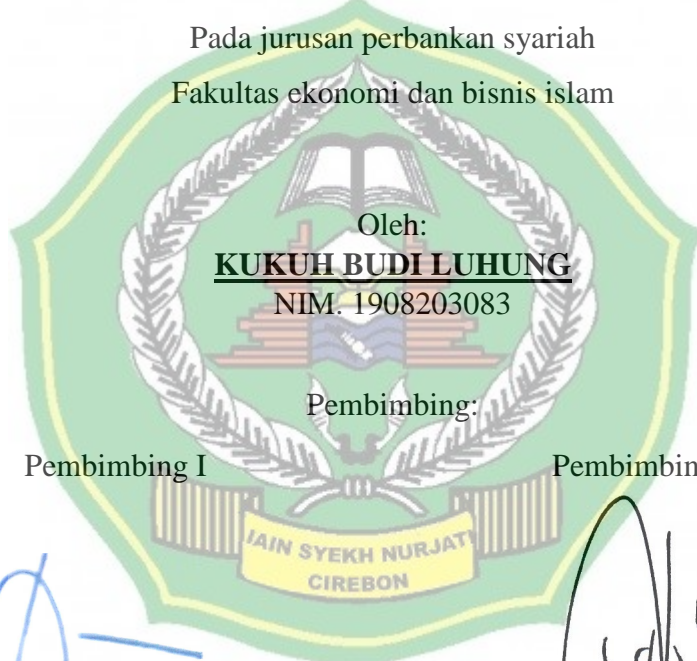 Pada jurusan perbankan syariah
Fakultas ekonomi dan bisnis islam
Oleh:
KUKUH BUDI LUHUNG
NIM. 1908203083
Pembimbing:
Pembimbing I Pembimbin
IAIN SYEKH NURJATI
CIREBON